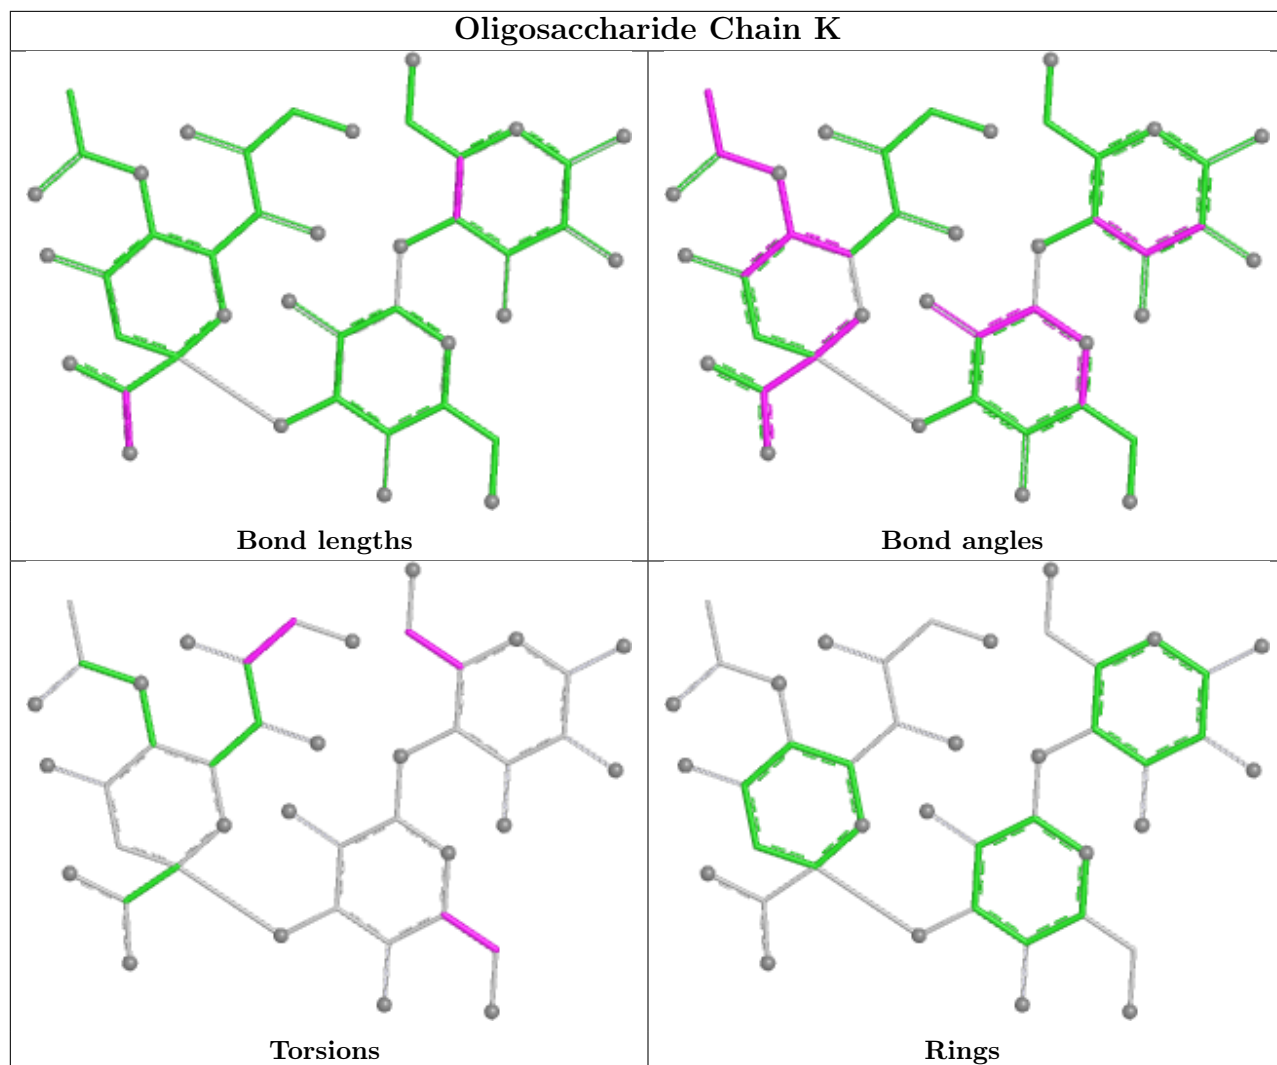 Oligosaccharide Chain K
Bond lengths
Bond angles
Torsions
Rings